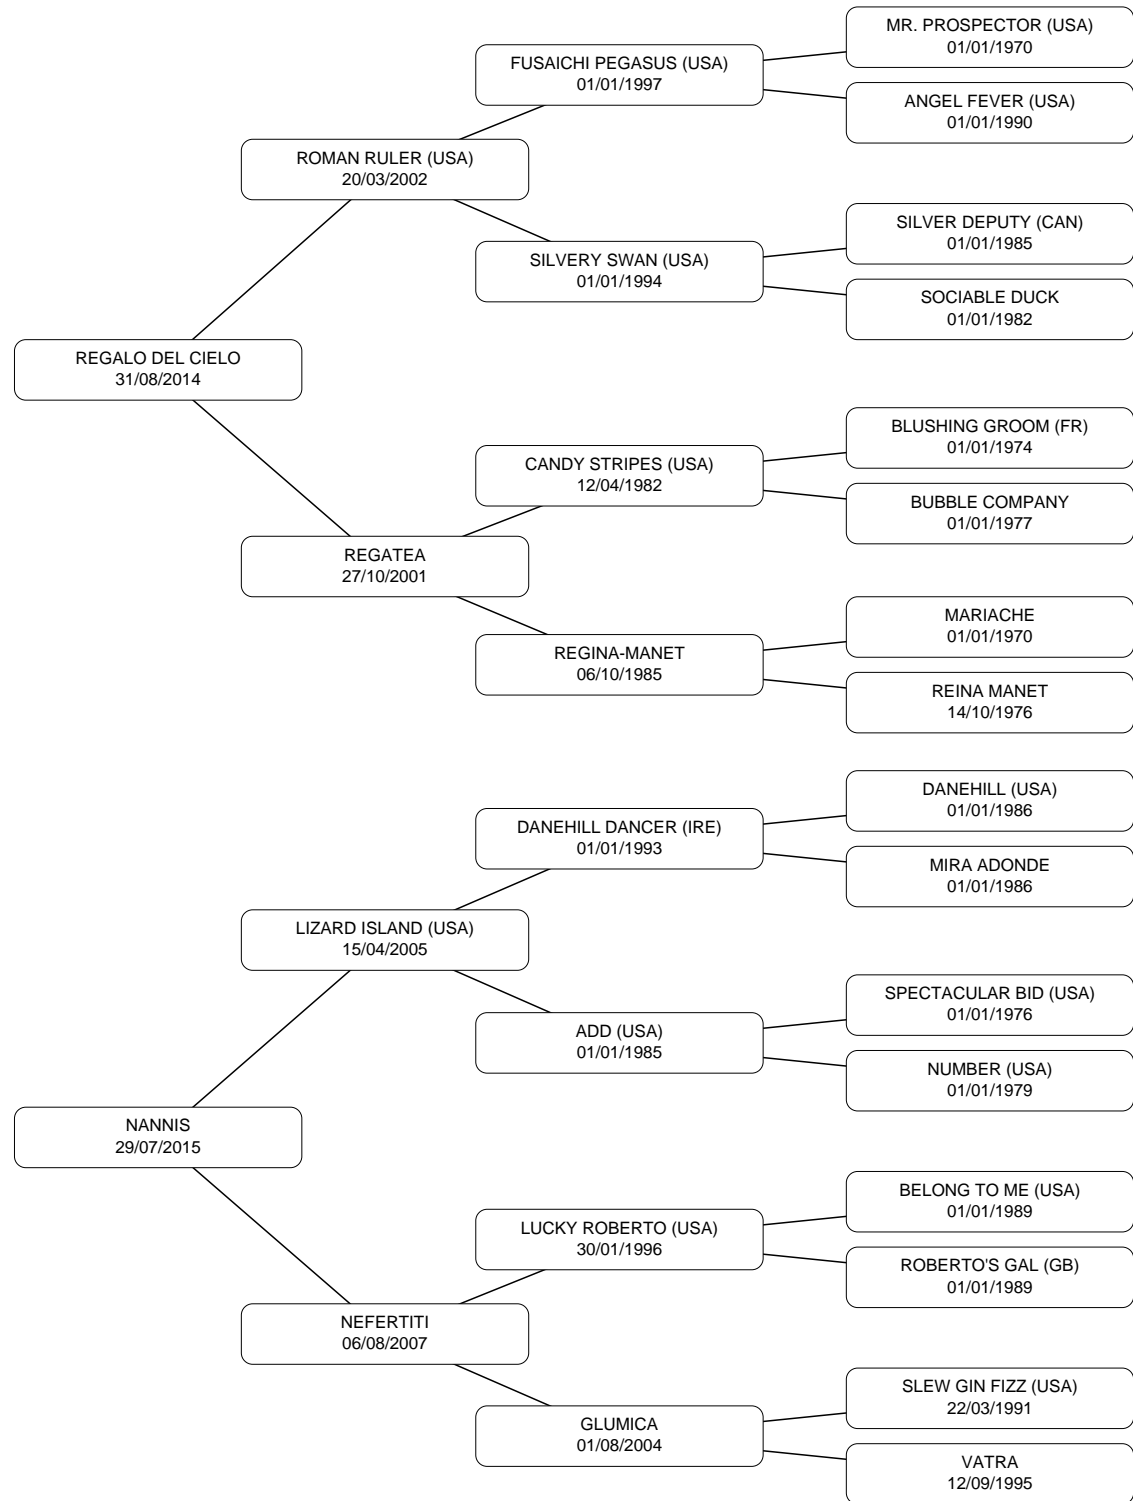 MR. PROSPECTOR (USA)
01/01/1970
FUSAICHI PEGASUS (USA)
01/01/1997
ANGEL FEVER (USA)
01/01/1990
ROMAN RULER (USA)
20/03/2002
SILVER DEPUTY (CAN)
01/01/1985
SILVERY SWAN (USA)
01/01/1994
SOCIABLE DUCK
01/01/1982
REGALO DEL CIELO
31/08/2014
BLUSHING GROOM (FR)
01/01/1974
CANDY STRIPES (USA)
12/04/1982
BUBBLE COMPANY
01/01/1977
REGATEA
27/10/2001
MARIACHE
01/01/1970
REGINA-MANET
06/10/1985
REINA MANET
14/10/1976
DANEHILL (USA)
01/01/1986
DANEHILL DANCER (IRE)
01/01/1993
MIRA ADONDE
01/01/1986
LIZARD ISLAND (USA)
15/04/2005
SPECTACULAR BID (USA)
01/01/1976
ADD (USA)
01/01/1985
NUMBER (USA)
01/01/1979
NANNIS
29/07/2015
BELONG TO ME (USA)
01/01/1989
LUCKY ROBERTO (USA)
30/01/1996
ROBERTO'S GAL (GB)
01/01/1989
NEFERTITI
06/08/2007
SLEW GIN FIZZ (USA)
22/03/1991
GLUMICA
01/08/2004
VATRA
12/09/1995